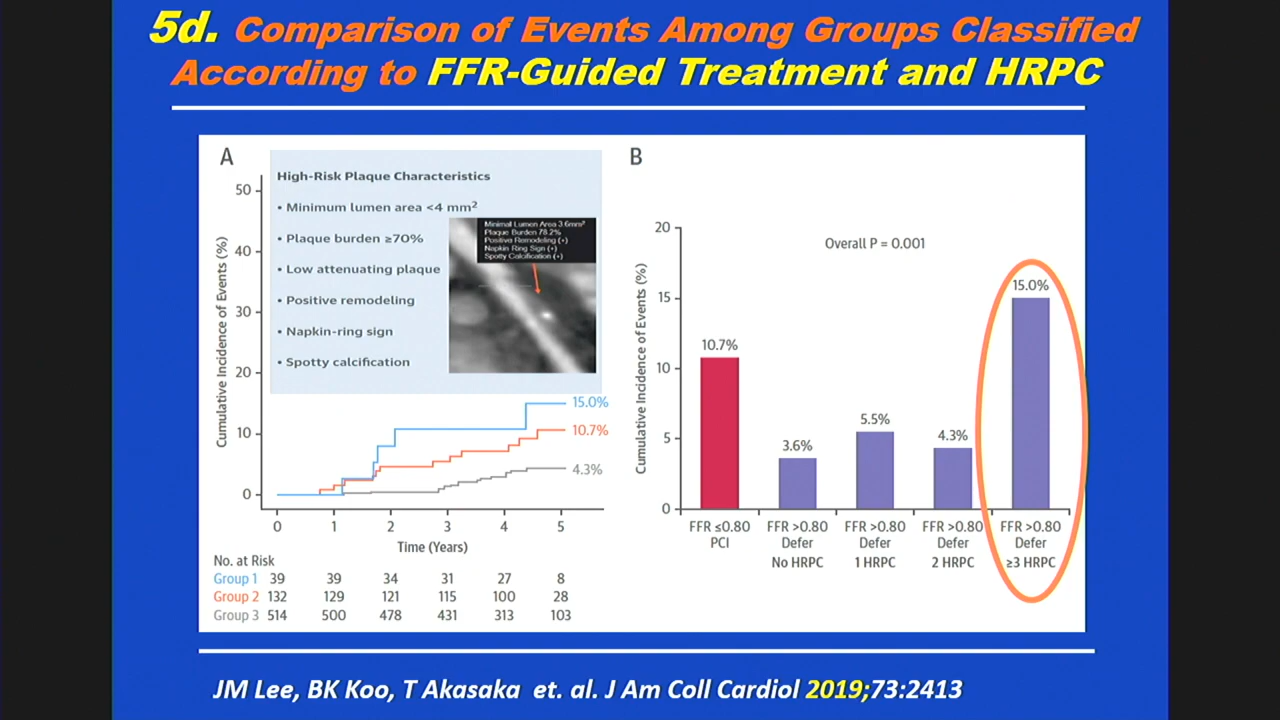 5d. Comparison of Events Among Groups Classified
According to FFR-Guided Treatment and HRPC
A
High-Risk Plaque Characteristics
• Minimum lumen area <4 mm²
• Plaque burden ≥70%
• Low attenuating plaque
• Positive remodeling
• Napkin-ring sign
• Spotty calcification
Minimal Lumen Area 3.6mm²
Plaque Burden 78.2%
Positive Remodeling (+)
Napkin Ring Sign (+)
Spotty Calcification (+)
Cumulative Incidence of Events (%)
50
40
30
20
10
0
15.0%
10.7%
4.3%
0 1 2 3 4 5
Time (Years)
No. at Risk
Group 1 39 39 34 31 27 8
Group 2 132 129 121 115 100 28
Group 3 514 500 478 431 313 103
B
Cumulative Incidence of Events (%)
20
15
10
5
0
Overall P = 0.001
10.7%
3.6%
5.5%
4.3%
15.0%
FFR ≤0.80
PCI
FFR >0.80
Defer
No HRPC
FFR >0.80
Defer
1 HRPC
FFR >0.80
Defer
2 HRPC
FFR >0.80
Defer
≥3 HRPC
JM Lee, BK Koo, T Akasaka et. al. J Am Coll Cardiol 2019;73:2413